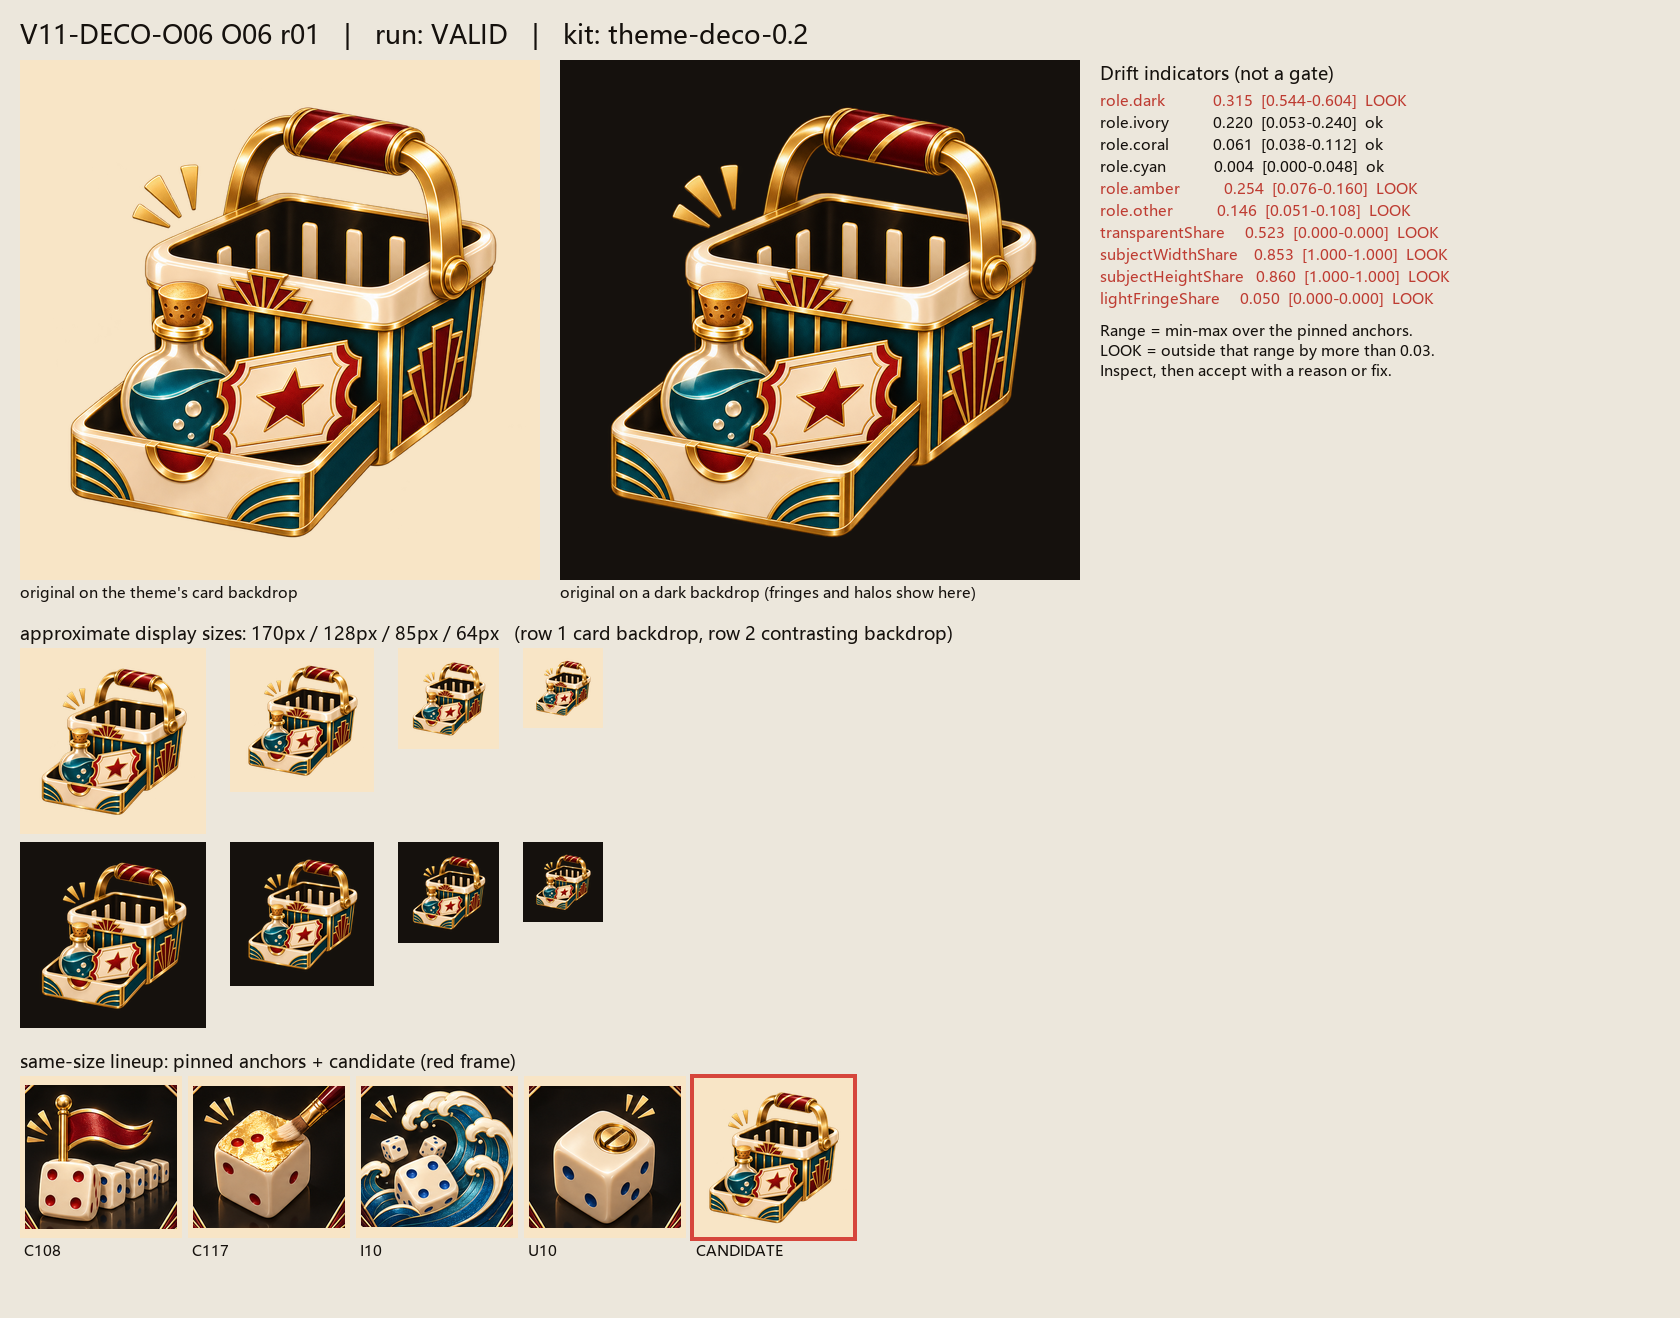 V11-DECO-O06 O06 r01 | run: VALID | kit: theme-deco-0.2
Drift indicators (not a gate)
role.dark 0.315 [0.544-0.604] LOOK
role.ivory 0.220 [0.053-0.240] ok
role.coral 0.061 [0.038-0.112] ok
role.cyan 0.004 [0.000-0.048] ok
role.amber 0.254 [0.076-0.160] LOOK
role.other 0.146 [0.051-0.108] LOOK
transparentShare 0.523 [0.000-0.000] LOOK
subjectWidthShare 0.853 [1.000-1.000] LOOK
subjectHeightShare 0.860 [1.000-1.000] LOOK
lightFringeShare 0.050 [0.000-0.000] LOOK
Range = min-max over the pinned anchors.
LOOK = outside that range by more than 0.03.
Inspect, then accept with a reason or fix.
original on the theme's card backdrop
original on a dark backdrop (fringes and halos show here)
approximate display sizes: 170px / 128px / 85px / 64px (row 1 card backdrop, row 2 contrasting backdrop)
same-size lineup: pinned anchors + candidate (red frame)
C108
C117
I10
U10
CANDIDATE